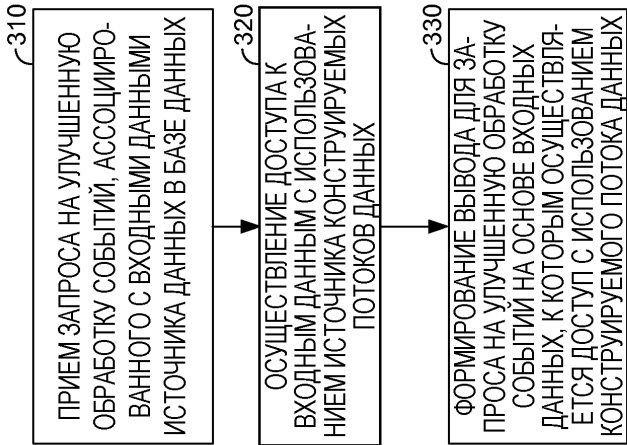 310
ПРИЕМ ЗАПРОСА НА УЛУЧШЕННУЮ
ОБРАБОТКУ СОБЫТИЙ, АССОЦИИРО-
ВАННОГО С ВХОДНЫМИ ДАННЫМИ
ИСТОЧНИКА ДАННЫХ В БАЗЕ ДАННЫХ
320
ОСУЩЕСТВЛЕНИЕ ДОСТУПА К
ВХОДНЫМ ДАННЫМ С ИСПОЛЬЗОВА-
НИЕМ ИСТОЧНИКА КОНСТРУИРУЕМЫХ
ПОТОКОВ ДАННЫХ
330
ФОРМИРОВАНИЕ ВЫВОДА ДЛЯ ЗА-
ПРОСА НА УЛУЧШЕННУЮ ОБРАБОТКУ
СОБЫТИЙ НА ОСНОВЕ ВХОДНЫХ
ДАННЫХ, К КОТОРЫМ ОСУЩЕСТВЛЯ-
ЕТСЯ ДОСТУП С ИСПОЛЬЗОВАНИЕМ
КОНСТРУИРУЕМОГО ПОТОКА ДАННЫХ